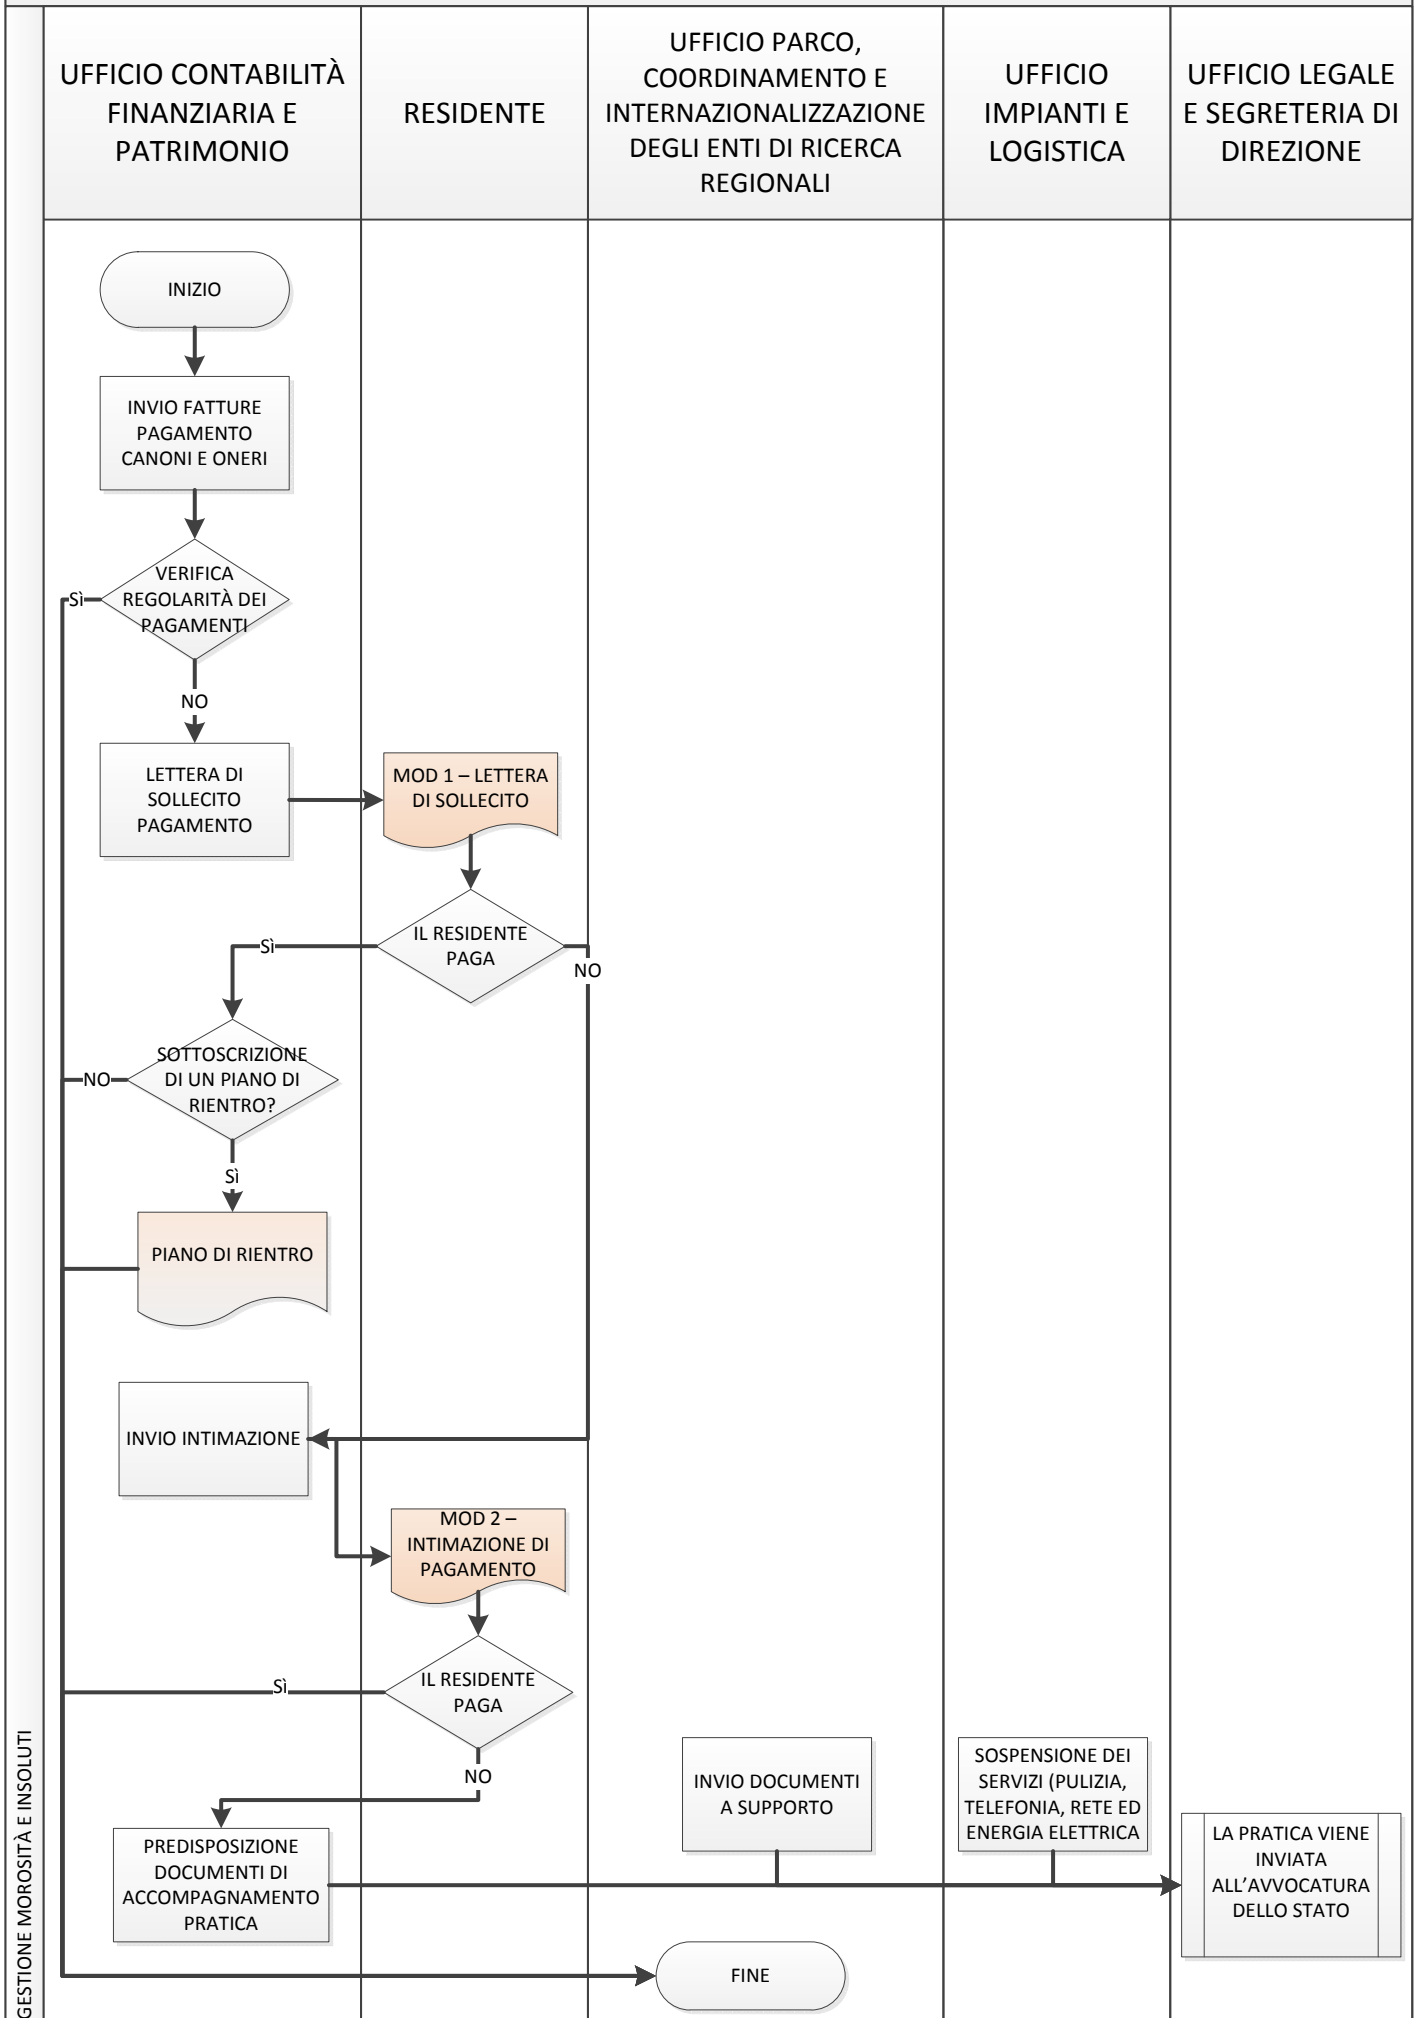 UFFICIO CONTABILITÀ
FINANZIARIA E
PATRIMONIO
RESIDENTE
UFFICIO PARCO,
COORDINAMENTO E
INTERNAZIONALIZZAZIONE
DEGLI ENTI DI RICERCA
REGIONALI
UFFICIO
IMPIANTI E
LOGISTICA
UFFICIO LEGALE
E SEGRETERIA DI
DIREZIONE
INIZIO
INVIO FATTURE
PAGAMENTO
CANONI E ONERI
VERIFICA
REGOLARITÀ DEI
PAGAMENTI
Sì
NO
LETTERA DI
SOLLECITO
PAGAMENTO
MOD 1 – LETTERA
DI SOLLECITO
IL RESIDENTE
PAGA
Sì
NO
SOTTOSCRIZIONE
DI UN PIANO DI
RIENTRO?
NO
Sì
PIANO DI RIENTRO
INVIO INTIMAZIONE
MOD 2 –
INTIMAZIONE DI
PAGAMENTO
IL RESIDENTE
PAGA
Sì
NO
PREDISPOSIZIONE
DOCUMENTI DI
ACCOMPAGNAMENTO
PRATICA
INVIO DOCUMENTI
A SUPPORTO
SOSPENSIONE DEI
SERVIZI (PULIZIA,
TELEFONIA, RETE ED
ENERGIA ELETTRICA
LA PRATICA VIENE
INVIATA
ALL'AVVOCATURA
DELLO STATO
FINE
GESTIONE MOROSITÀ E INSOLUTI